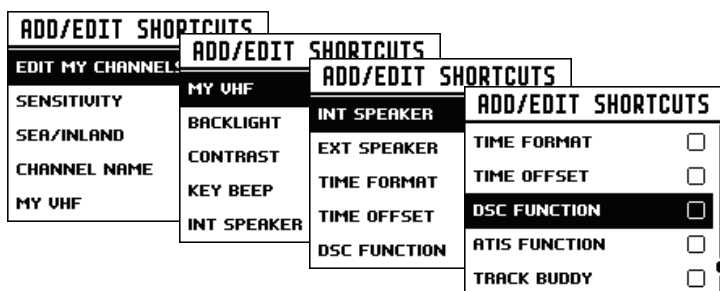 ADD/EDIT SHORTCUTS
EDIT MY CHANNELS
SENSITIVITY
SEA/INLAND
CHANNEL NAME
MY VHF
ADD/EDIT SHORTCUTS
MY VHF
BACKLIGHT
CONTRAST
KEY BEEP
INT SPEAKER
ADD/EDIT SHORTCUTS
INT SPEAKER
EXT SPEAKER
TIME FORMAT
TIME OFFSET
DSC FUNCTION
ADD/EDIT SHORTCUTS
TIME FORMAT
TIME OFFSET
DSC FUNCTION
ATIS FUNCTION
TRACK BUDDY